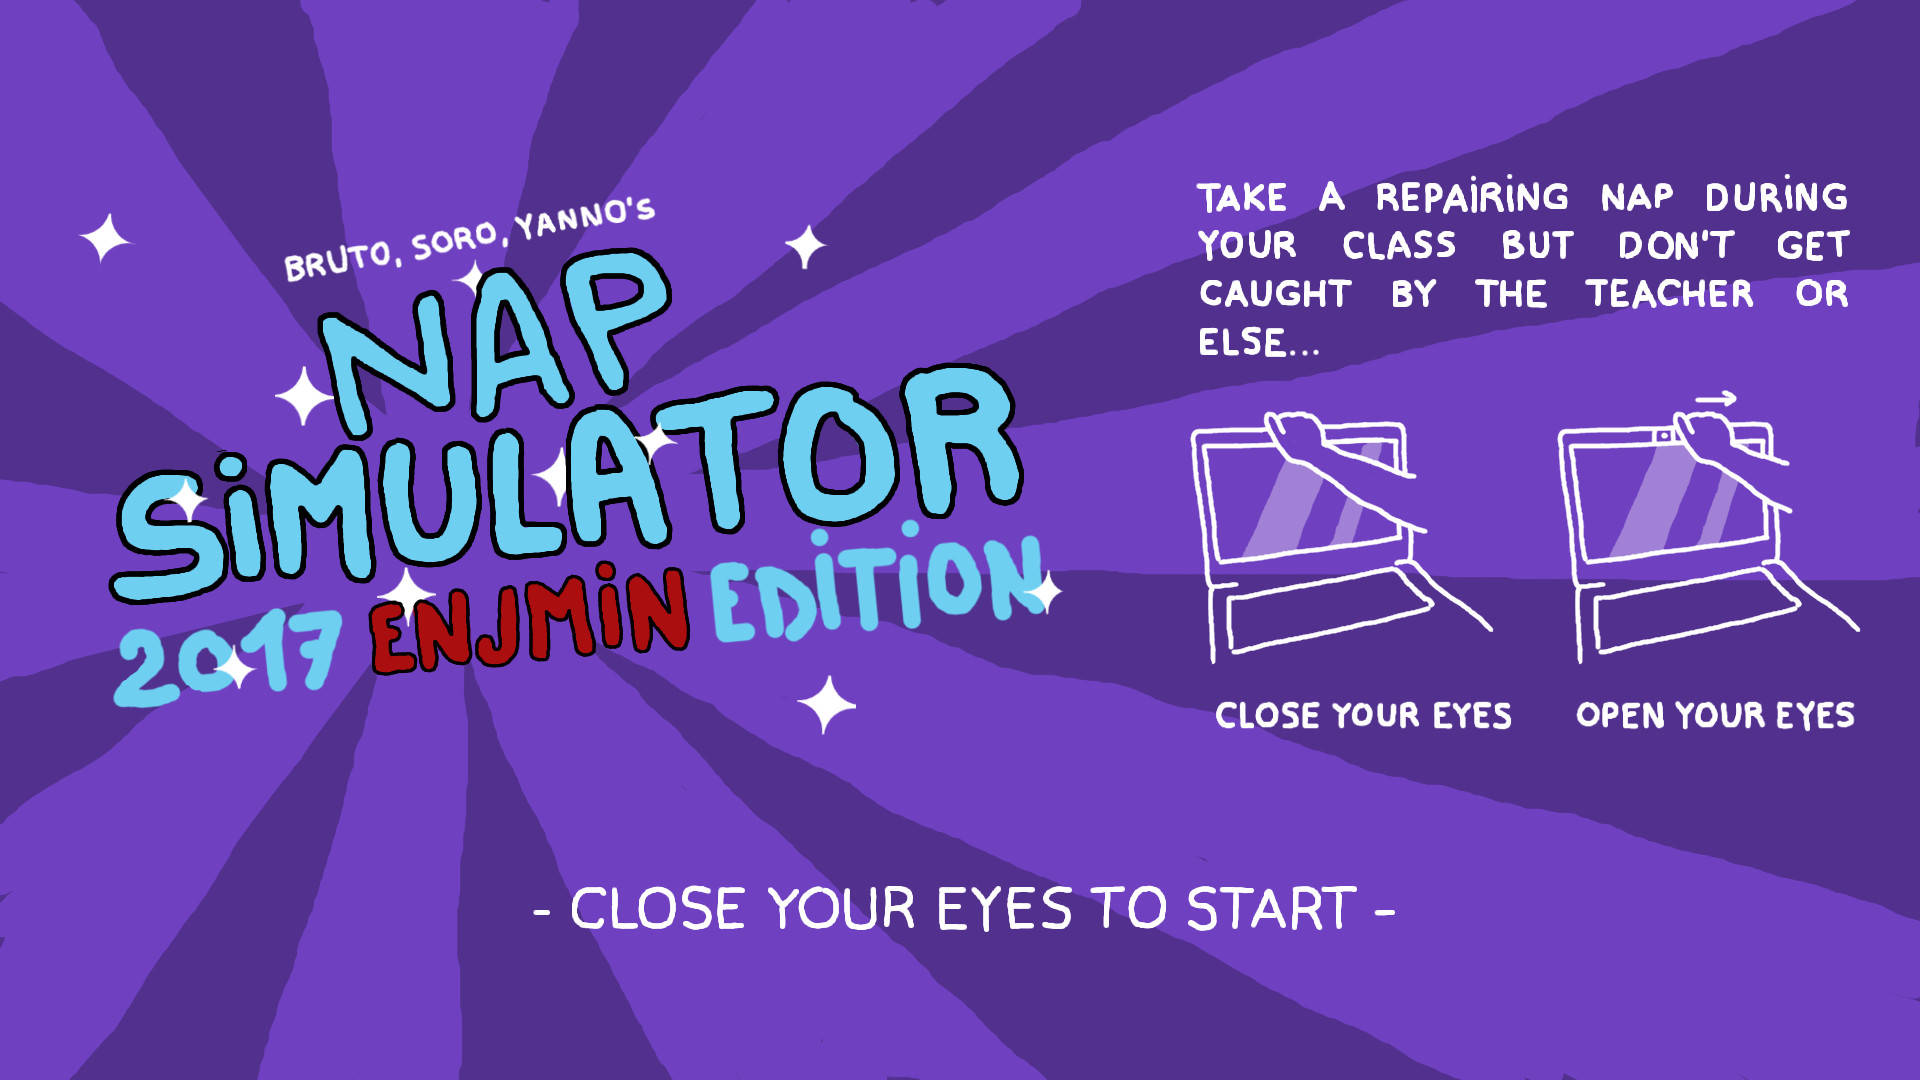 BRUTO, SORO, YANNO'S
NAP
SiMULATOR
2017 ENJMiN EDiTiON
TAKE A REPAiRiNG NAP DURiNG
YOUR CLASS BUT DON'T GET
CAUGHT BY THE TEACHER OR
ELSE...
CLOSE YOUR EYES
OPEN YOUR EYES
- CLOSE YOUR EYES TO START -